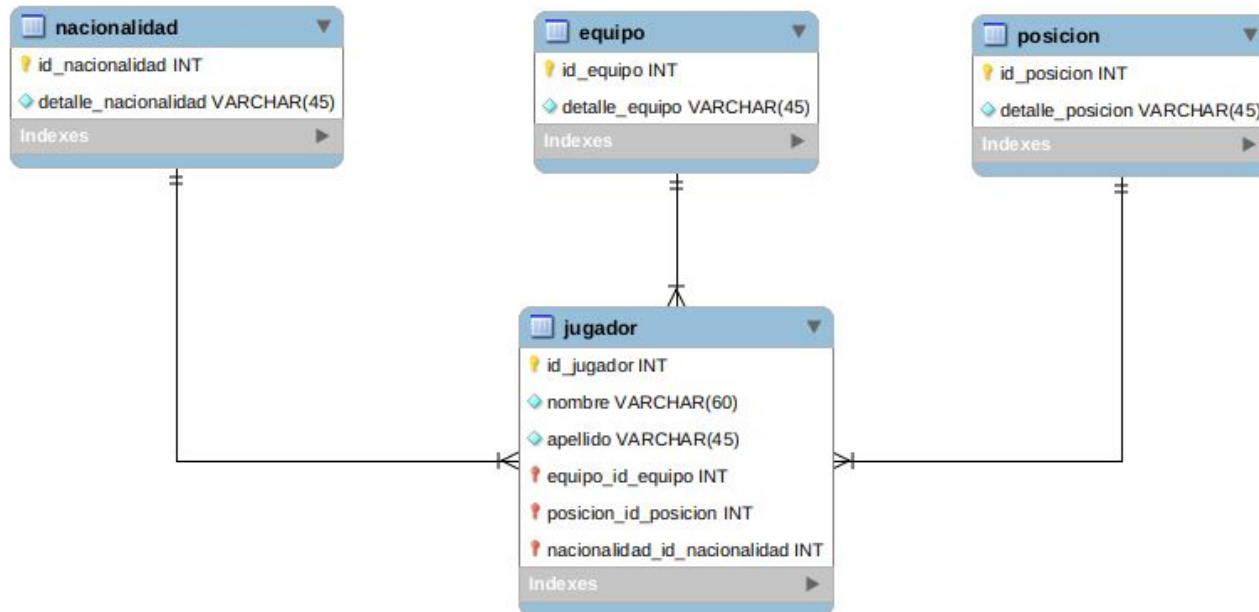 nacionalidad
id_nacionalidad INT
detalle_nacionalidad VARCHAR(45)
Indexes
equipo
id_equipo INT
detalle_equipo VARCHAR(45)
Indexes
posicion
id_posicion INT
detalle_posicion VARCHAR(45)
Indexes
jugador
id_jugador INT
nombre VARCHAR(60)
apellido VARCHAR(45)
equipo_id_equipo INT
posicion_id_posicion INT
nacionalidad_id_nacionalidad INT
Indexes